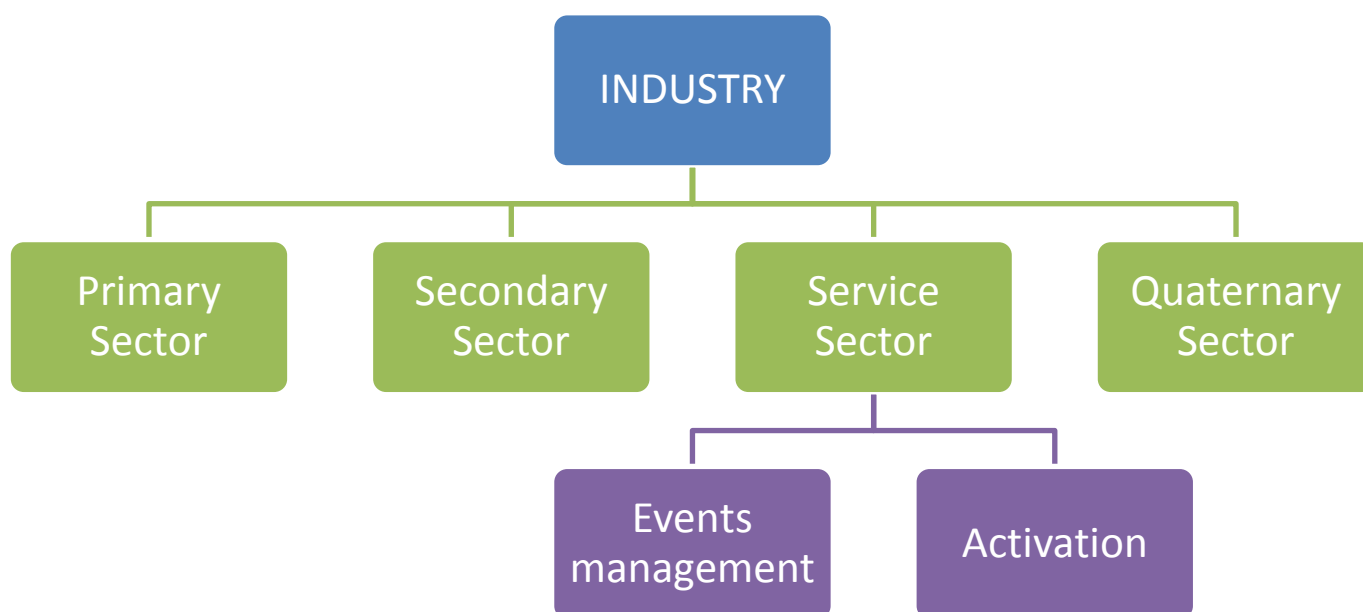 INDUSTRY
Primary
Sector
Secondary
Sector
Service
Sector
Quaternary
Sector
Events
management
Activation